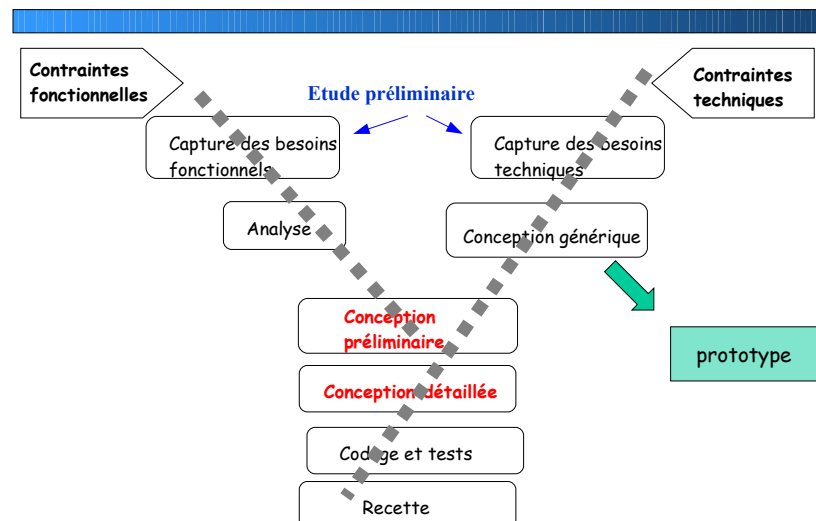 Contraintes
fonctionnelles
Etude préliminaire
Contraintes
techniques
Capture des besoins
fonctionnels
Capture des besoins
techniques
Analyse
Conception générique
Conception
préliminaire
prototype
Conception détaillée
Codage et tests
Recette